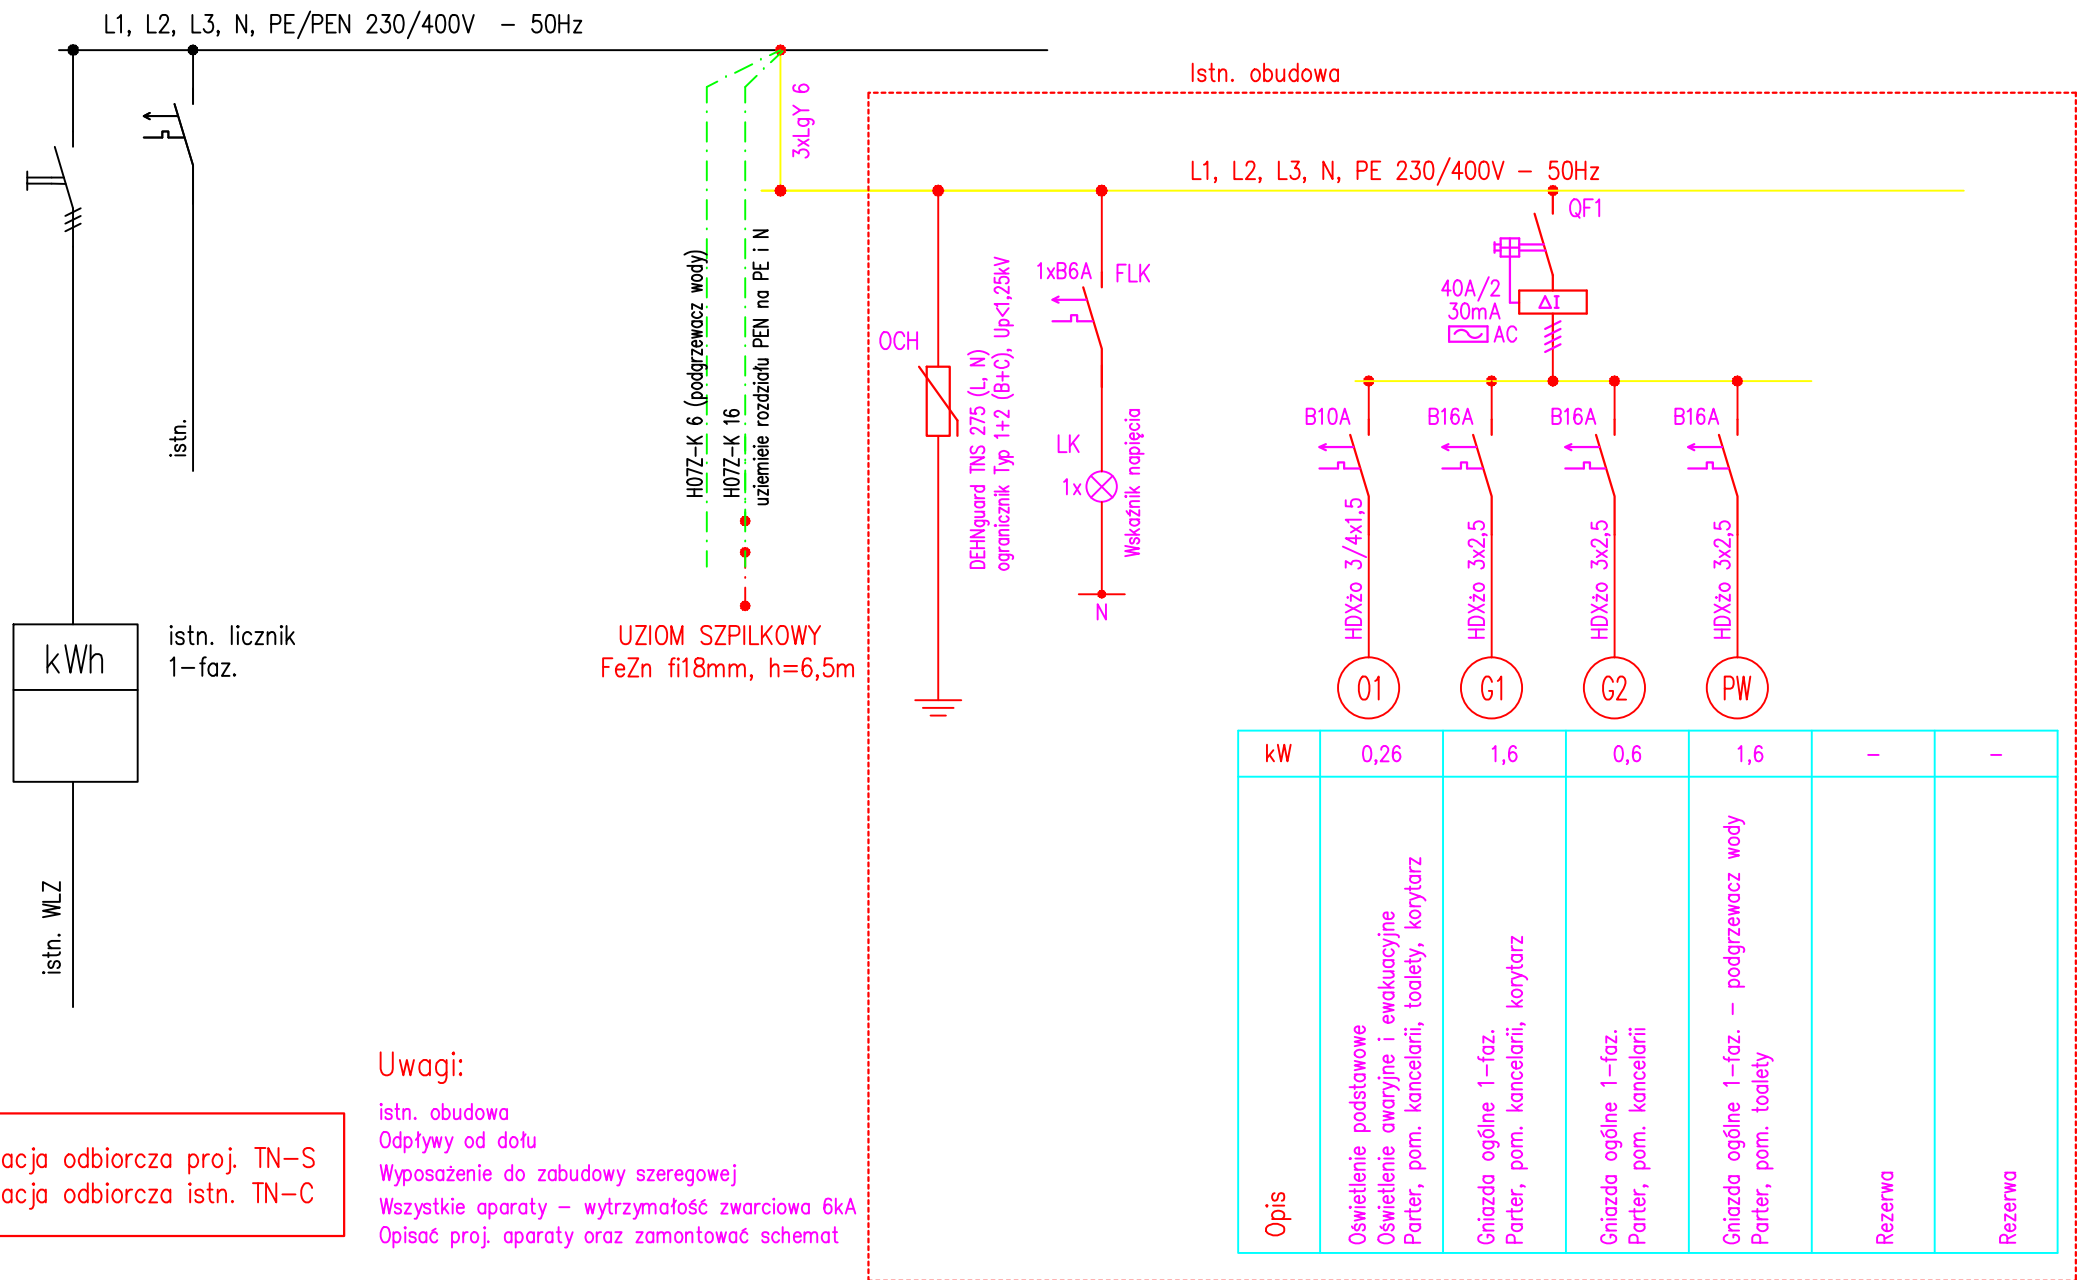 L1, L2, L3, N, PE/PEN 230/400V – 50Hz
istn.
kWh
istn. licznik
1–faz.
istn. WLZ
3xLgY 6
H07Z–K 6 (podgrzewacz wody)
H07Z–K 16
uziemieie rozdziału PEN na PE i N
UZIOM SZPILKOWY
FeZn fi18mm, h=6,5m
Istn. obudowa
L1, L2, L3, N, PE 230/400V – 50Hz
OCH
DEHNguard TNS 275 (L, N)
ogranicznik Typ 1+2 (B+C), Up<1,25kV
1xB6A
FLK
LK
1x
Wskaźnik napięcia
N
QF1
40A/2
30mA
AC
ΔI
B10A
B16A
B16A
B16A
HDXżo 3/4x1,5
HDXżo 3x2,5
HDXżo 3x2,5
HDXżo 3x2,5
O1
G1
G2
PW
kW
0,26
1,6
0,6
1,6
–
–
Opis
Oświetlenie podstawowe
Oświetlenie awaryjne i ewakuacyjne
Parter, pom. kancelarii, toalety, korytarz
Gniazda ogólne 1–faz.
Parter, pom. kancelarii, korytarz
Gniazda ogólne 1–faz.
Parter, pom. kancelarii
Gniazda ogólne 1–faz. – podgrzewacz wody
Parter, pom. toalety
Rezerwa
Rezerwa
Uwagi:
istn. obudowa
Odpływy od dołu
Wyposażenie do zabudowy szeregowej
Wszystkie aparaty – wytrzymałość zwarciowa 6kA
Opisać proj. aparaty oraz zamontować schemat
acja odbiorcza proj. TN–S
acja odbiorcza istn. TN–C